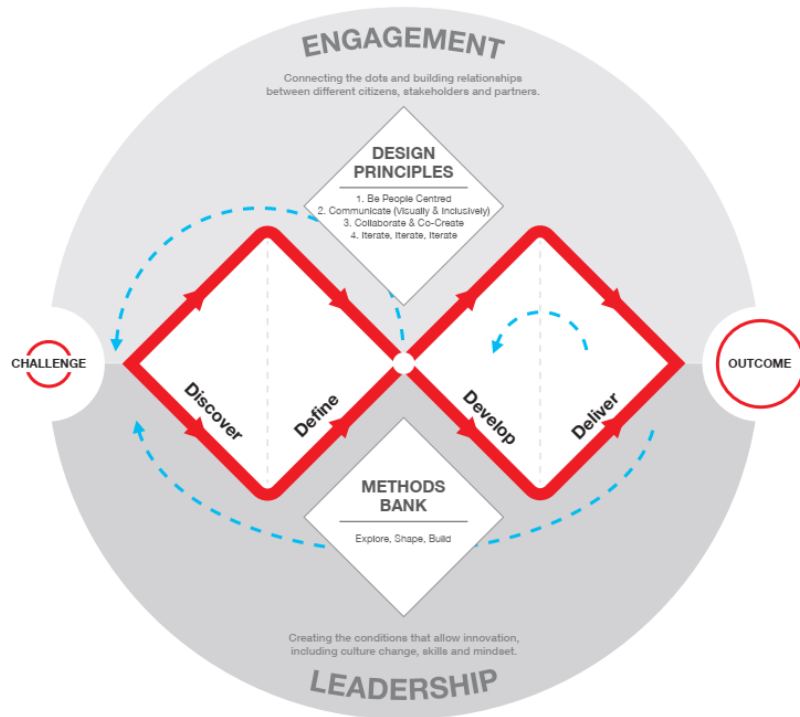 ENGAGEMENT
Connecting the dots and building relationships
between different citizens, stakeholders and partners.
DESIGN
PRINCIPLES
1. Be People Centred
2. Communicate (Visually & Inclusively)
3. Collaborate & Co-Create
4. Iterate, Iterate, Iterate
CHALLENGE
OUTCOME
Discover
Define
Develop
Deliver
METHODS
BANK
Explore, Shape, Build
Creating the conditions that allow innovation,
including culture change, skills and mindset.
LEADERSHIP